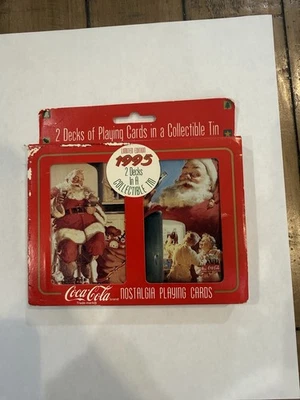 2 Decks of Playing Cards in a Collectible Tin
LIMITED EDITION
1995
2 Decks
In A
COLLECTIBLE TIN
Coca-Cola
NOSTALGIA PLAYING CARDS